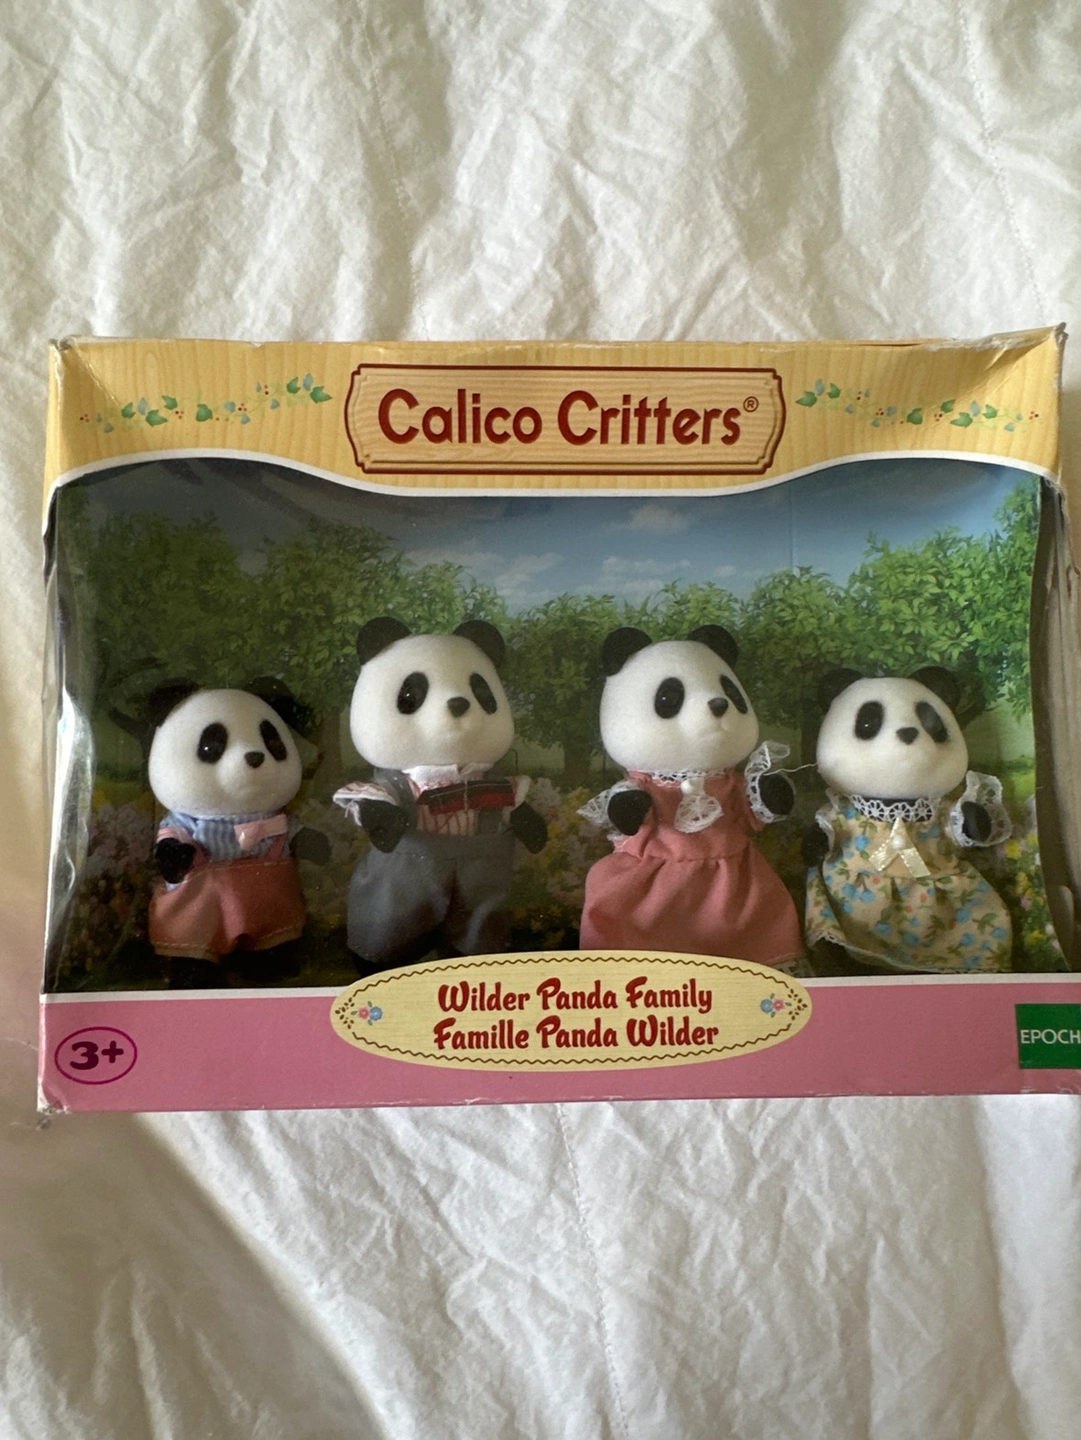 Calico Critters®
Wilder Panda Family
Famille Panda Wilder
3+
EPOCH